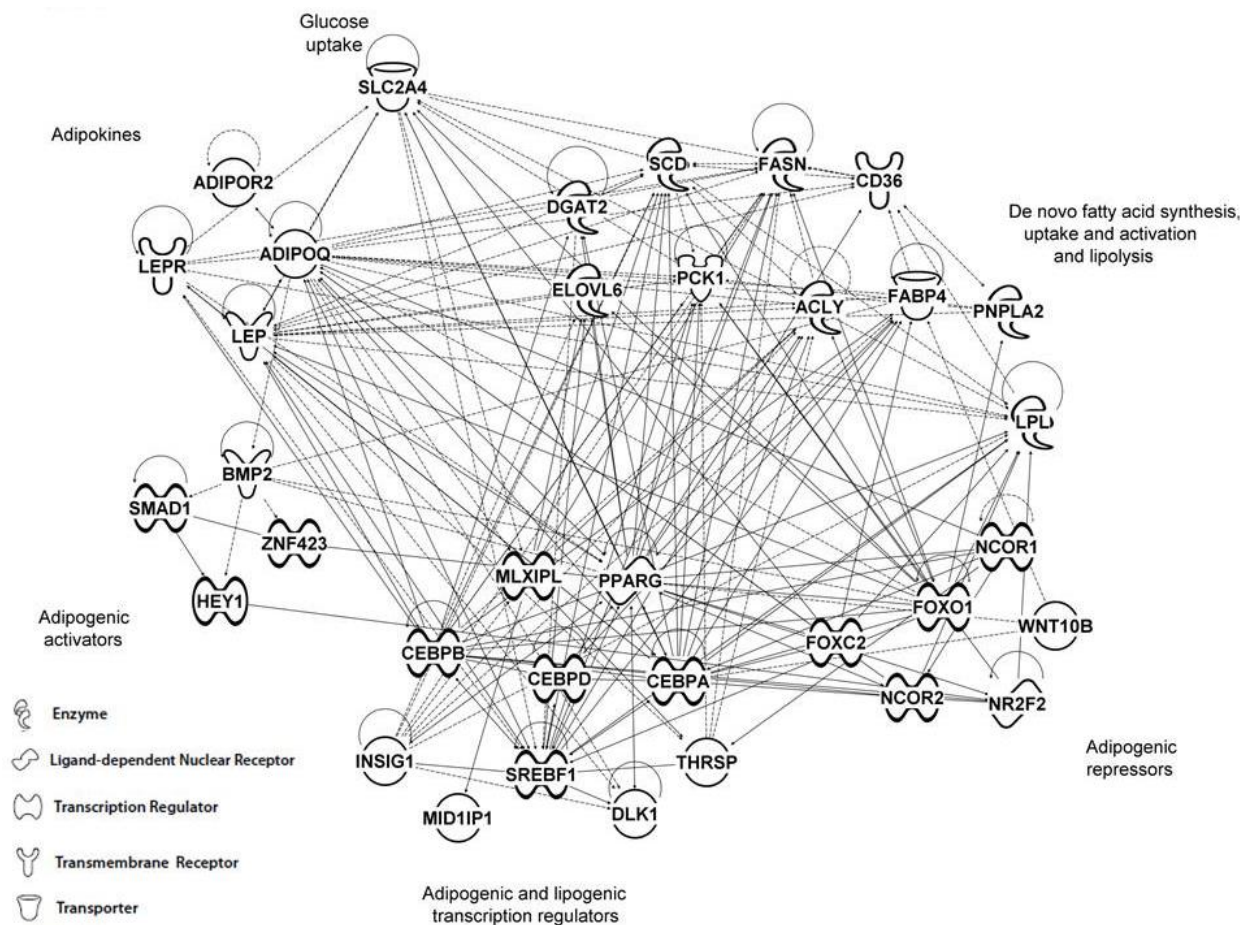 Glucose
uptake
SLC2A4
Adipokines
ADIPOR2
SCD
FASN
CD36
DGAT2
LEPR
ADIPOQ
De novo fatty acid synthesis,
uptake and activation
and lipolysis
ELOVL6
PCK1
ACLY
FABP4
PNPLA2
LEP
LPL
BMP2
SMAD1
ZNF423
NCOR1
MLXIPL
PPARG
HEY1
FOXO1
WNT10B
Adipogenic
activators
CEBPB
FOXC2
CEBPD
CEBPA
NCOR2
NR2F2
INSIG1
SREBF1
THRSP
Adipogenic
repressors
MID1IP1
DLK1
Enzyme
Ligand-dependent Nuclear Receptor
Transcription Regulator
Transmembrane Receptor
Transporter
Adipogenic and lipogenic
transcription regulators